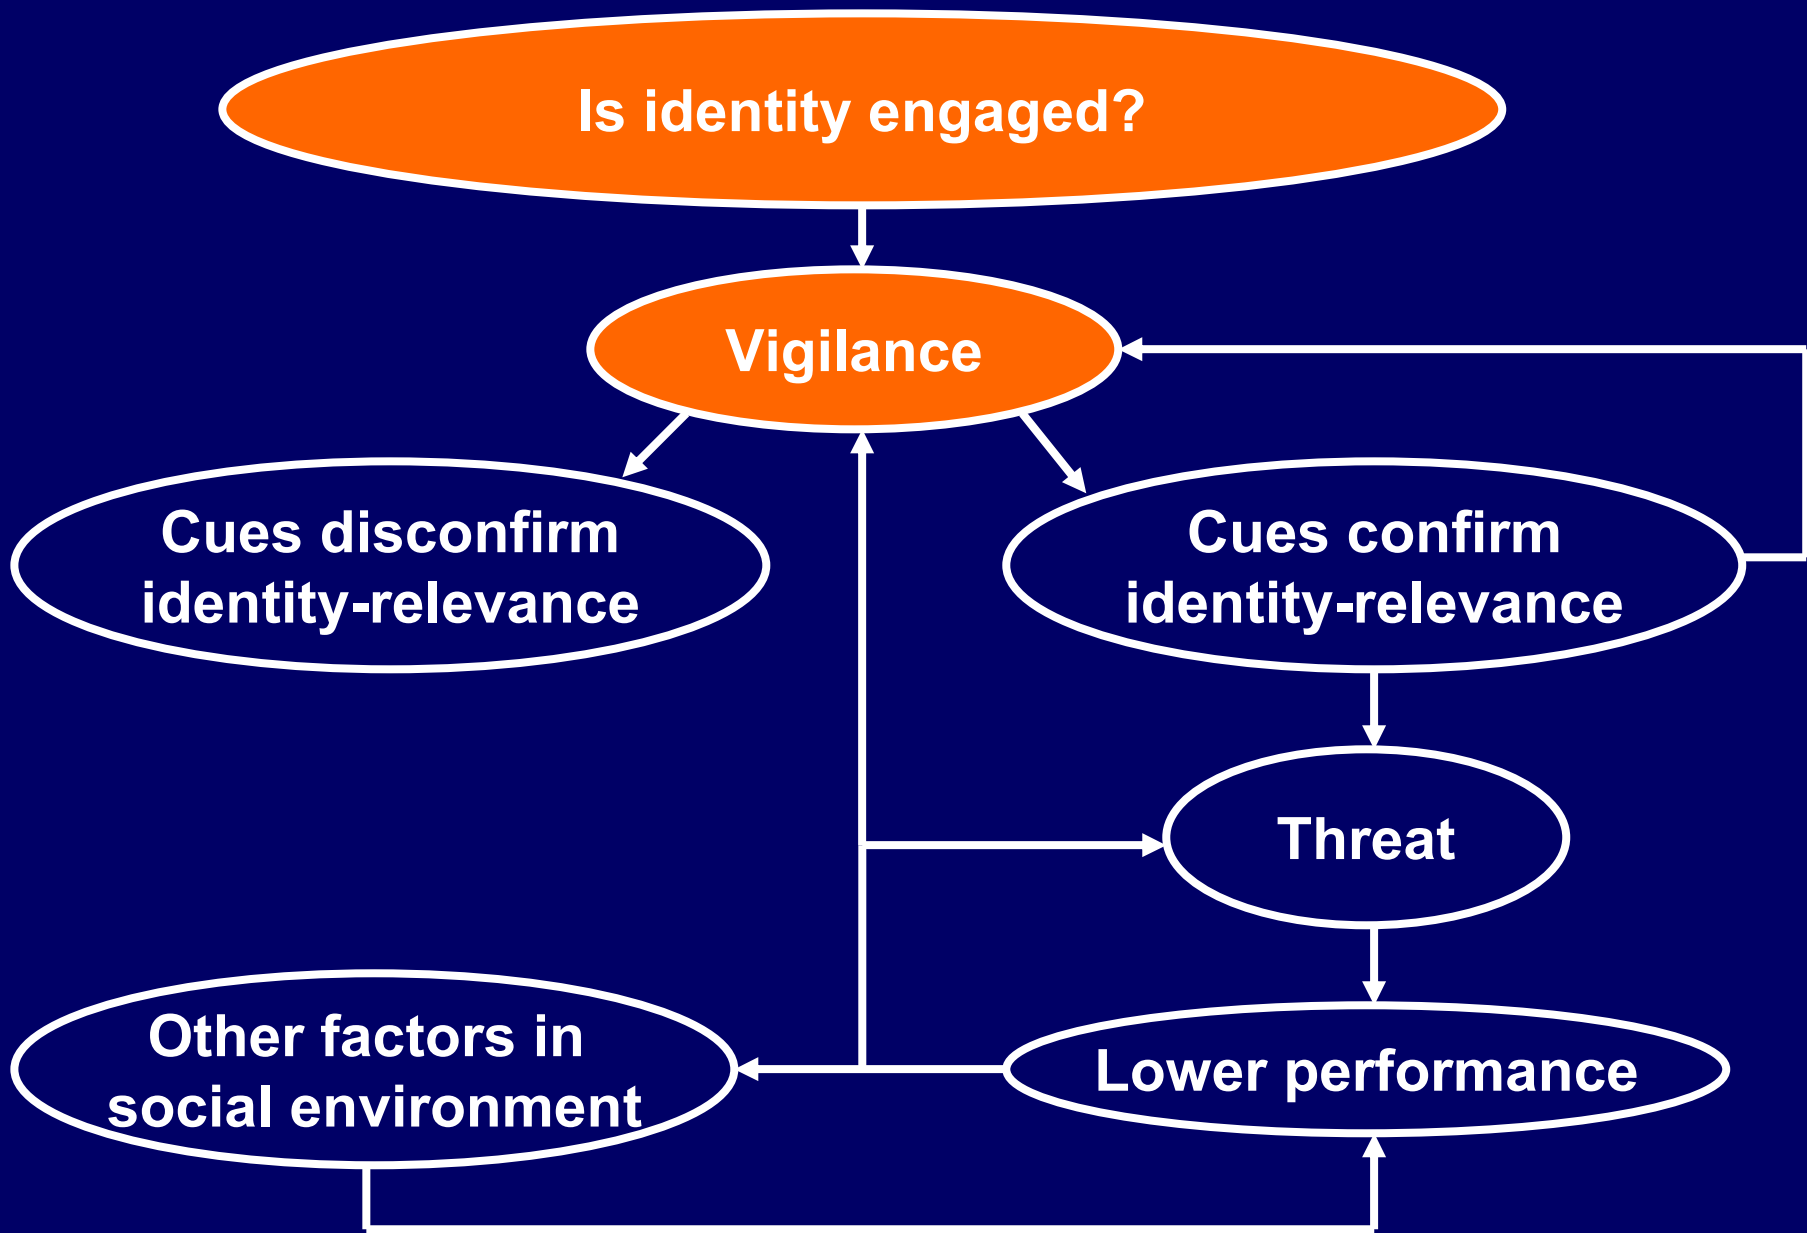 Is identity engaged?
Vigilance
Cues disconfirm
identity-relevance
Cues confirm
identity-relevance
Threat
Other factors in
social environment
Lower performance